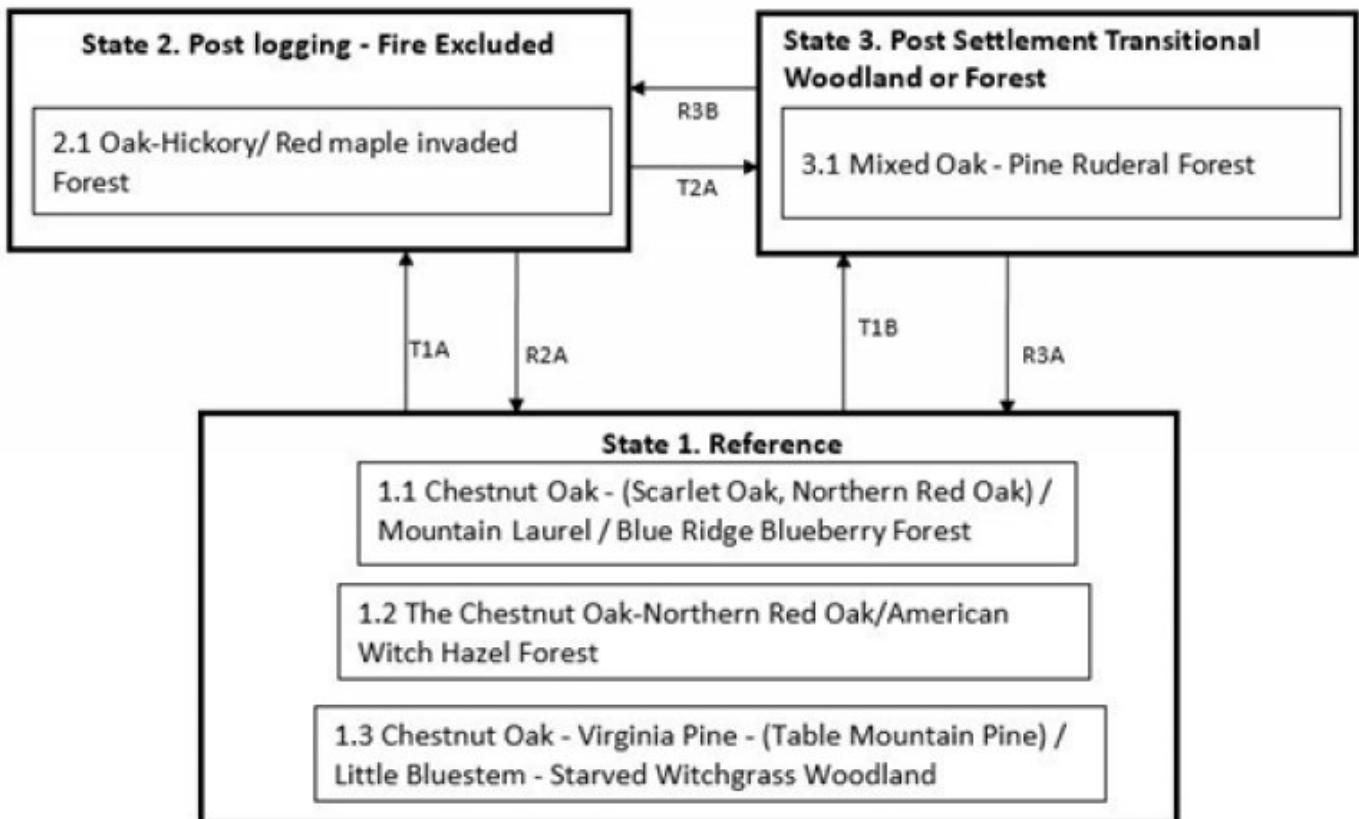 State 2. Post logging - Fire Excluded
2.1 Oak-Hickory/ Red maple invaded
Forest
State 3. Post Settlement Transitional
Woodland or Forest
3.1 Mixed Oak - Pine Ruderal Forest
R3B
T2A
T1A
R2A
T1B
R3A
State 1. Reference
1.1 Chestnut Oak - (Scarlet Oak, Northern Red Oak) /
Mountain Laurel / Blue Ridge Blueberry Forest
1.2 The Chestnut Oak-Northern Red Oak/American
Witch Hazel Forest
1.3 Chestnut Oak - Virginia Pine - (Table Mountain Pine) /
Little Bluestem - Starved Witchgrass Woodland